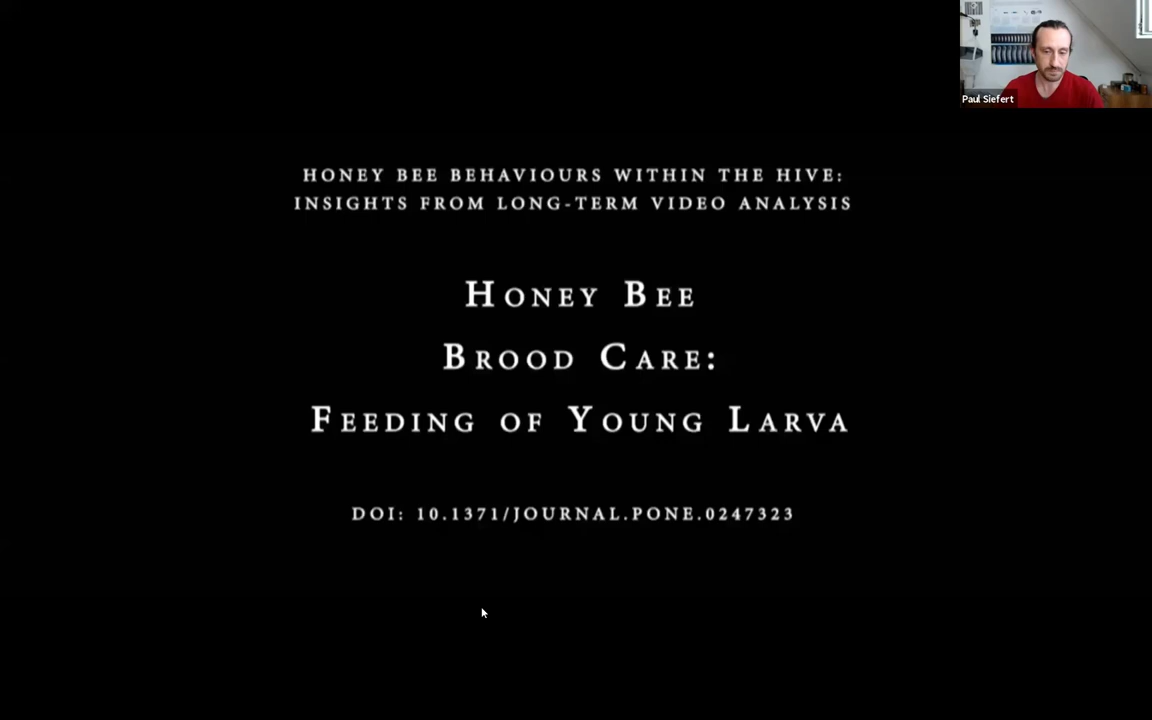 Paul Siefert
HONEY BEE BEHAVIOURS WITHIN THE HIVE:
INSIGHTS FROM LONG-TERM VIDEO ANALYSIS
HONEY BEE
BROOD CARE:
FEEDING OF YOUNG LARVA
DOI: 10.1371/JOURNAL.PONE.0247323